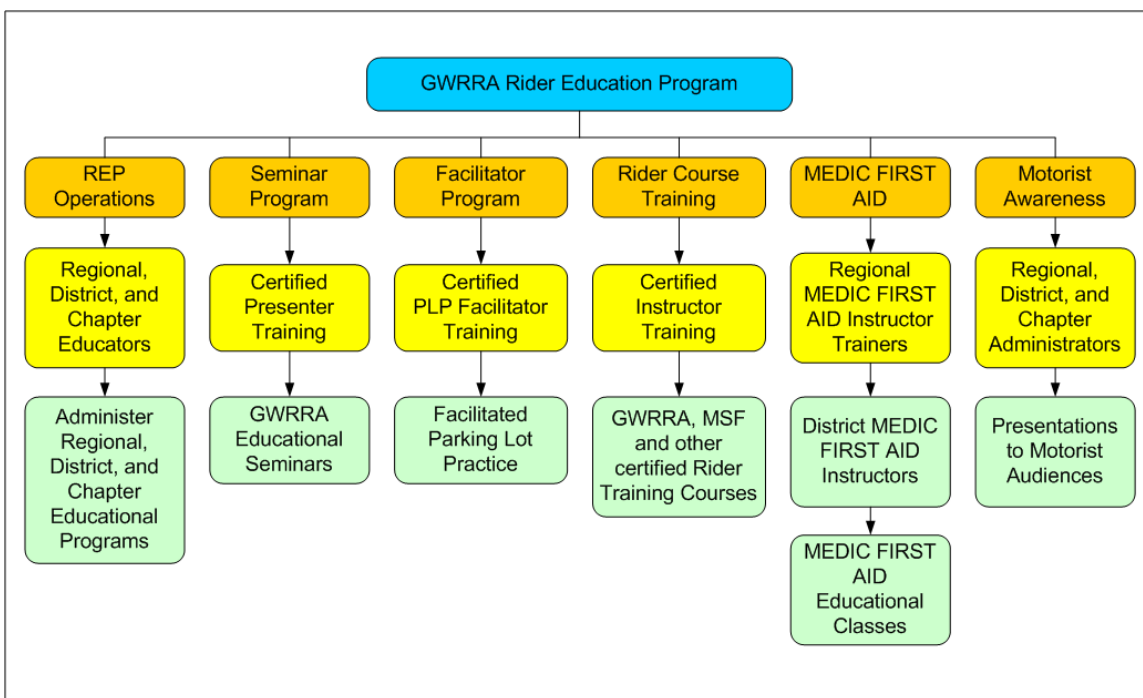 GWRRA Rider Education Program
REP
Operations
Seminar
Program
Facilitator
Program
Rider Course
Training
MEDIC FIRST
AID
Motorist
Awareness
Regional,
District, and
Chapter
Educators
Certified
Presenter
Training
Certified
PLP Facilitator
Training
Certified
Instructor
Training
Regional
MEDIC FIRST
AID Instructor
Trainers
Regional,
District, and
Chapter
Administrators
Administer
Regional,
District, and
Chapter
Educational
Programs
GWRRA
Educational
Seminars
Facilitated
Parking Lot
Practice
GWRRA, MSF
and other
certified Rider
Training Courses
District MEDIC
FIRST AID
Instructors
Presentations
to Motorist
Audiences
MEDIC FIRST
AID
Educational
Classes